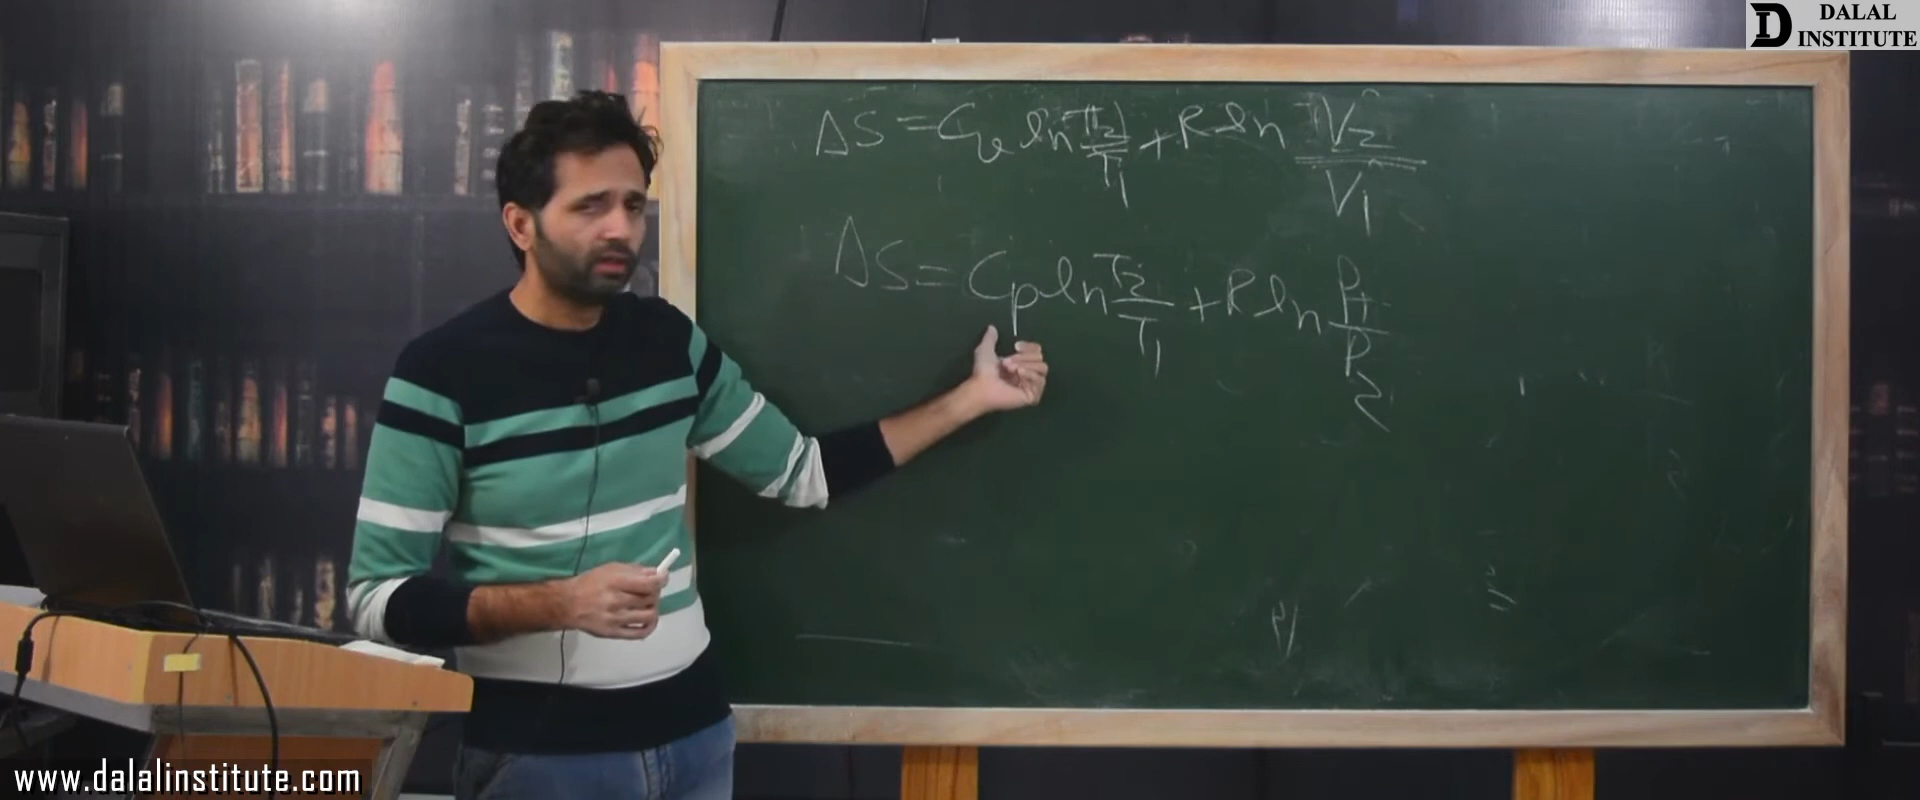 DALAL
INSTITUTE
ΔS = Cv ln T2/T1 + R ln V2/V1
ΔS = Cp ln T2/T1 + R ln P1/P2
www.dalalinstitute.com